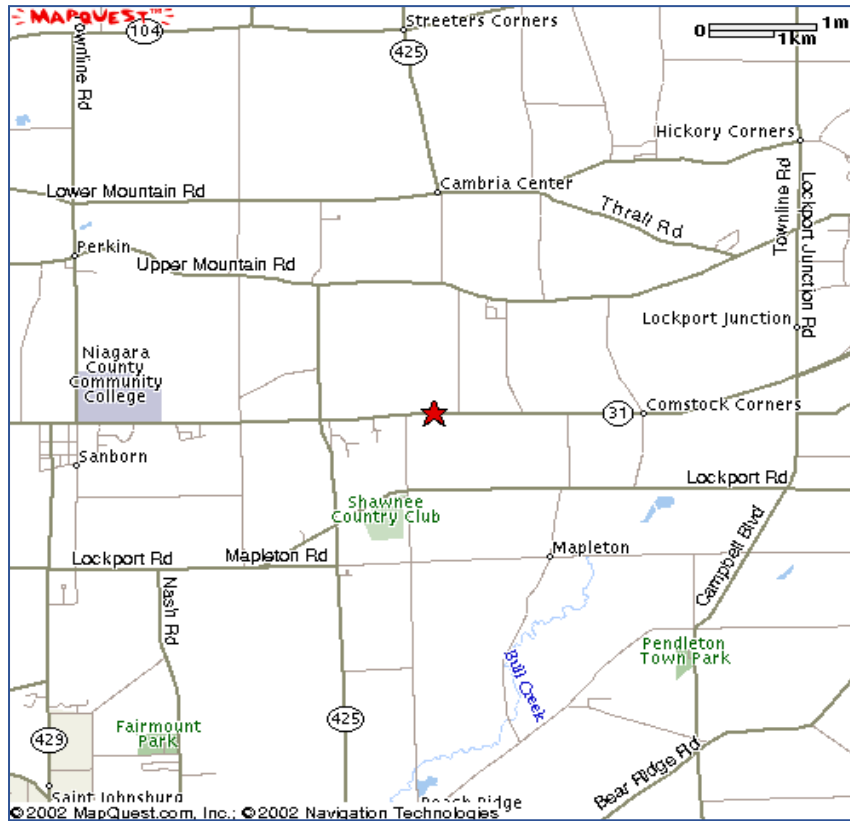 MAPQUEST™
104
Streeters Corners
0
1m
1km
425
Townline Rd
Hickory Corners
Lower Mountain Rd
Cambria Center
Thrall Rd
Townline Rd
Lockport Junction Rd
Perkin
Upper Mountain Rd
Lockport Junction
Niagara
County
Community
College
31
Comstock Corners
Sanborn
Lockport Rd
Shawnee
Country Club
Lockport Rd
Mapleton Rd
Mapleton
Campbell Blvd
Nash Rd
Pendleton
Town Park
Bull Creek
Fairmount
Park
425
429
Bear Ridge Rd
Saint Johnsburg
Beach Ridge
©2002 MapQuest.com, Inc.; ©2002 Navigation Technologies